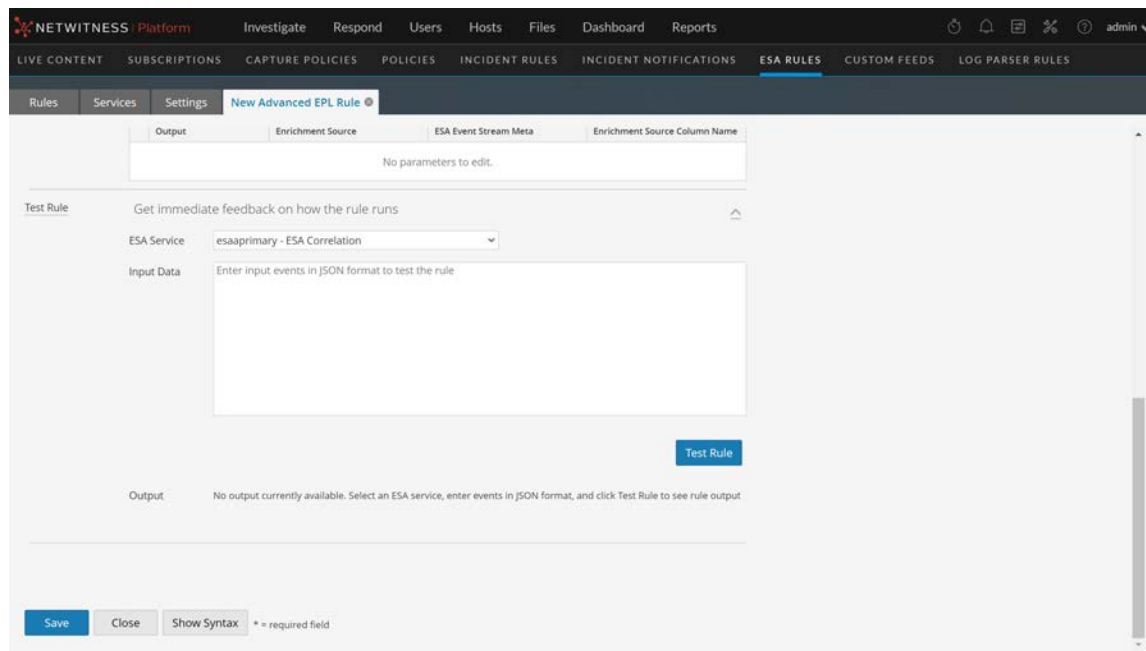 NETWITNESS Platform Investigate Respond Users Hosts Files Dashboard Reports admin
LIVE CONTENT SUBSCRIPTIONS CAPTURE POLICIES POLICIES INCIDENT RULES INCIDENT NOTIFICATIONS ESA RULES CUSTOM FEEDS LOG PARSER RULES
Rules Services Settings New Advanced EPL Rule
Output Enrichment Source ESA Event Stream Meta Enrichment Source Column Name
No parameters to edit.
Test Rule Get immediate feedback on how the rule runs
ESA Service esaaprimary - ESA Correlation
Input Data Enter input events in JSON format to test the rule
Test Rule
Output No output currently available. Select an ESA service, enter events in JSON format, and click Test Rule to see rule output
Save Close Show Syntax * = required field